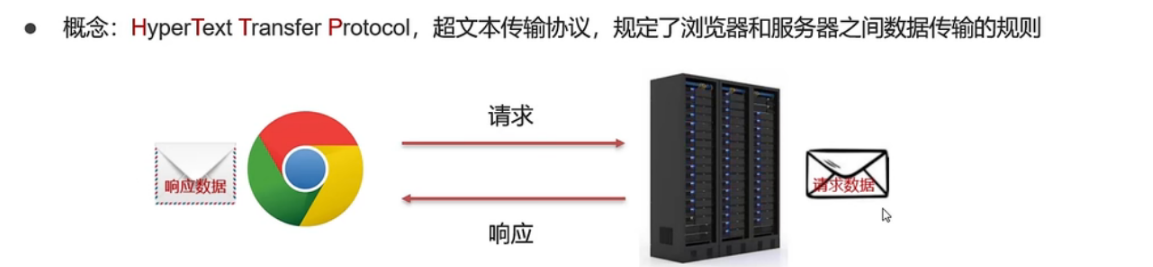 ● 概念：HyperText Transfer Protocol，超文本传输协议，规定了浏览器和服务器之间数据传输的规则
请求
响应数据
请求数据
响应